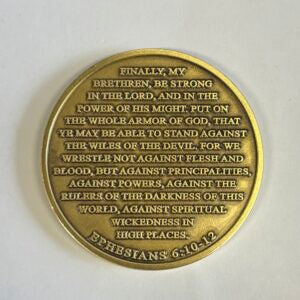 FINALLY, MY
BRETHREN, BE STRONG
IN THE LORD, AND IN THE
POWER OF HIS MIGHT. PUT ON
THE WHOLE ARMOR OF GOD, THAT
YE MAY BE ABLE TO STAND AGAINST
THE WILES OF THE DEVIL. FOR WE
WRESTLE NOT AGAINST FLESH AND
BLOOD, BUT AGAINST PRINCIPALITIES,
AGAINST POWERS, AGAINST THE
RULERS OF THE DARKNESS OF THIS
WORLD, AGAINST SPIRITUAL
WICKEDNESS IN
HIGH PLACES.
EPHESIANS 6:10-12